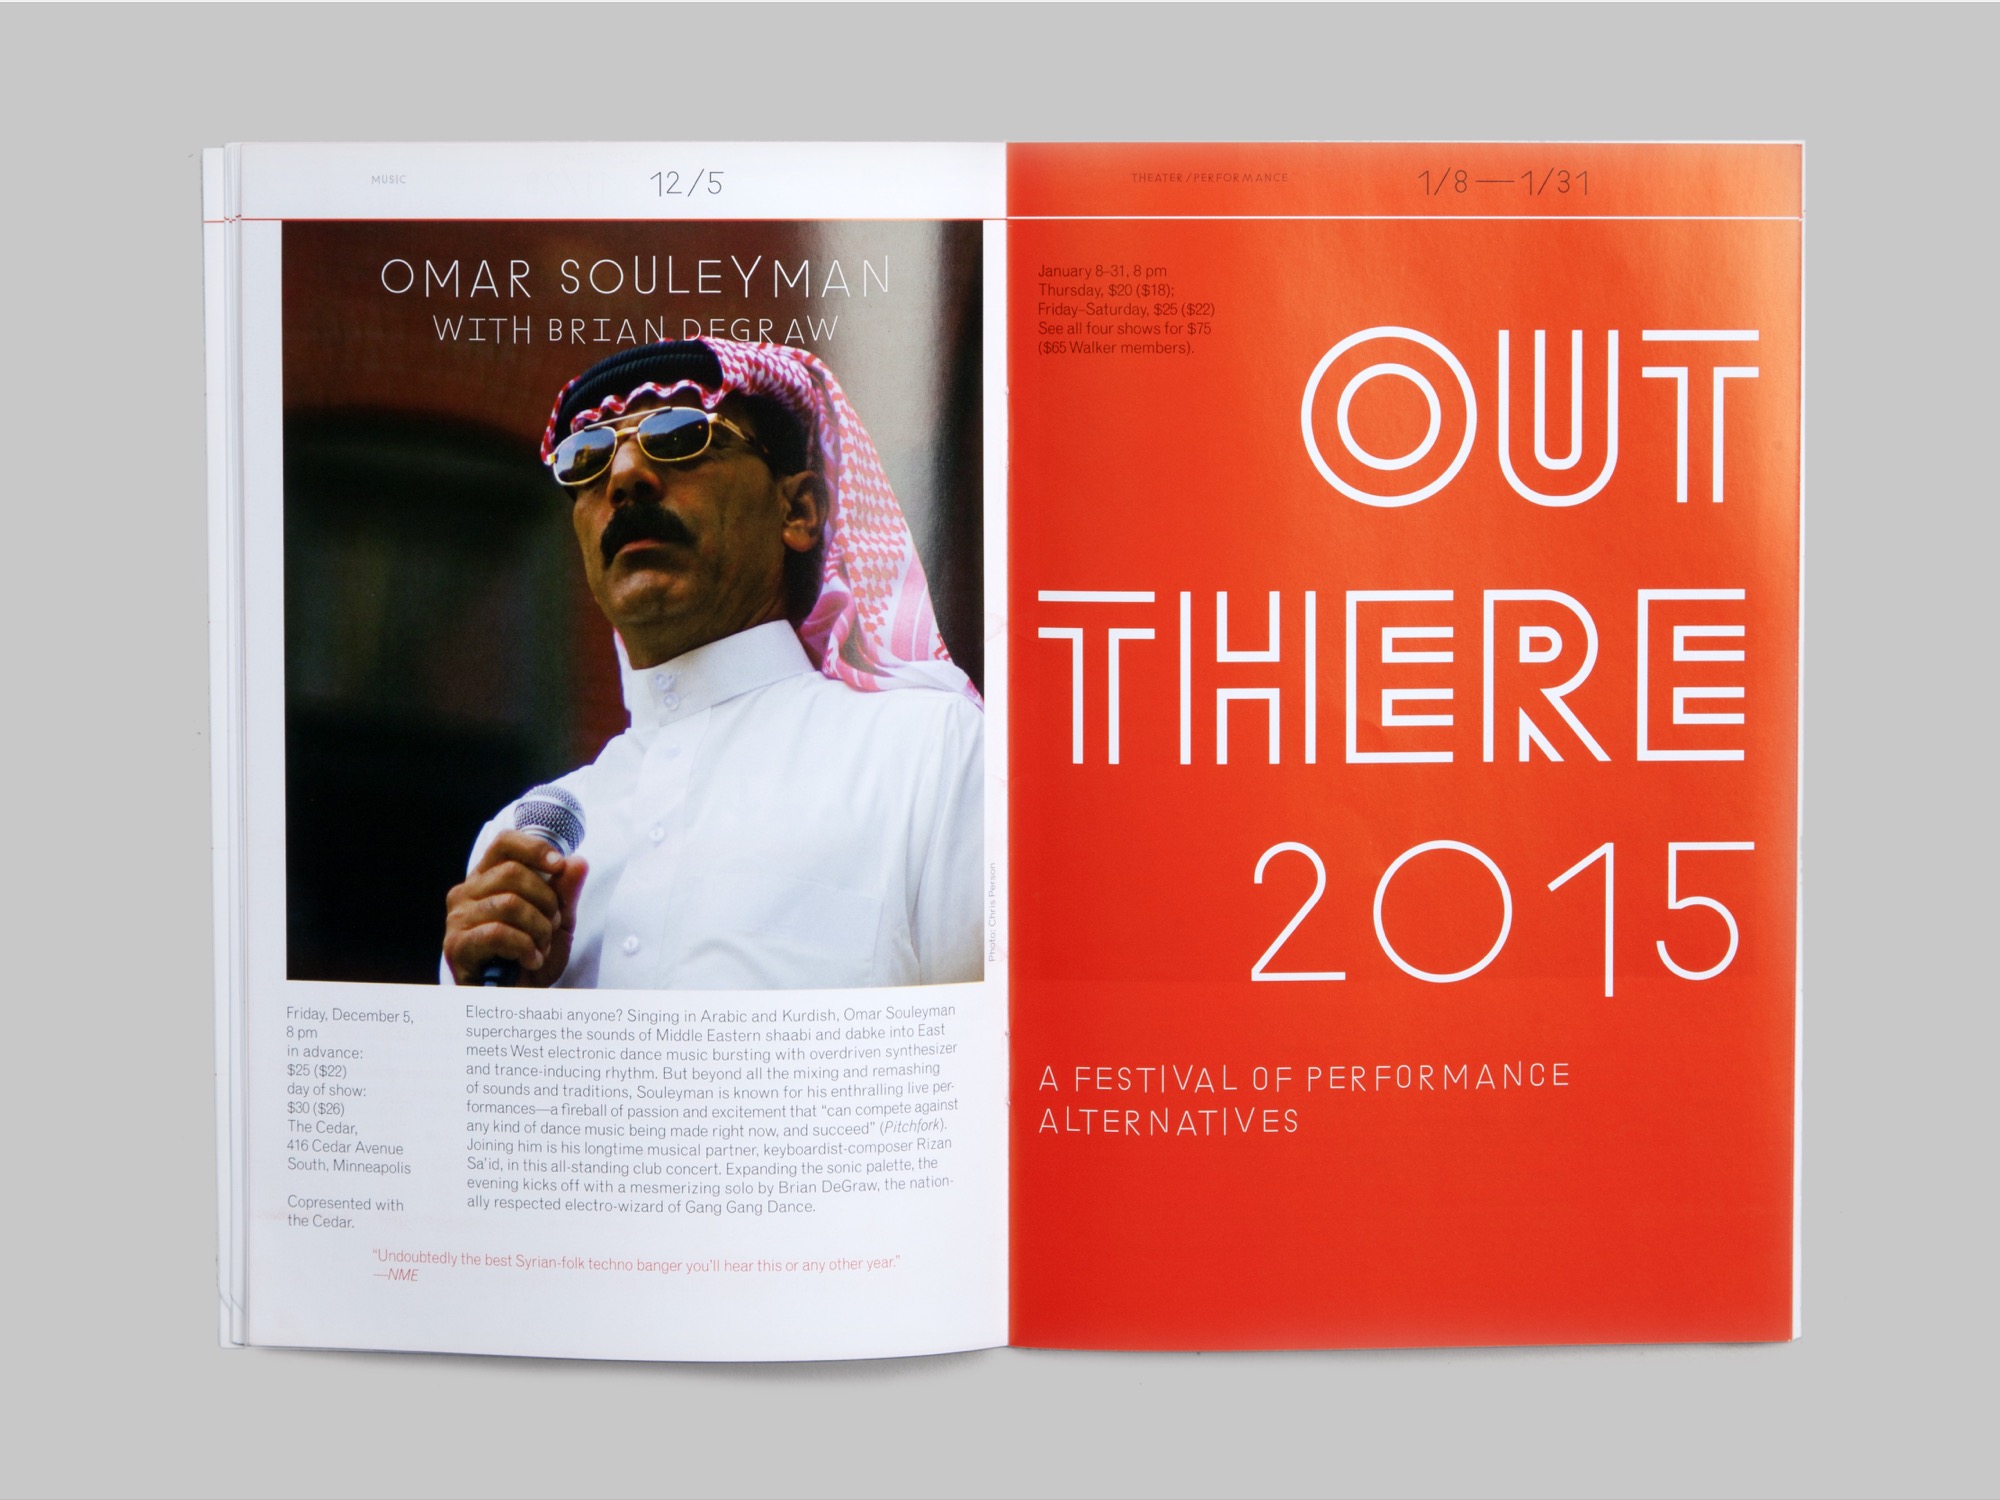 MUSIC
12/5
OMAR SOULEYMAN
WITH BRIAN DEGRAW
Photo: Chris Person
Friday, December 5,
8 pm
in advance:
$25 ($22)
day of show:
$30 ($26)
The Cedar,
416 Cedar Avenue
South, Minneapolis
Copresented with
the Cedar.
Electro-shaabi anyone? Singing in Arabic and Kurdish, Omar Souleyman
supercharges the sounds of Middle Eastern shaabi and dabke into East
meets West electronic dance music bursting with overdriven synthesizer
and trance-inducing rhythm. But beyond all the mixing and remashing
of sounds and traditions, Souleyman is known for his enthralling live per-
formances—a fireball of passion and excitement that “can compete against
any kind of dance music being made right now, and succeed” (Pitchfork).
Joining him is his longtime musical partner, keyboardist-composer Rizan
Sa’id, in this all-standing club concert. Expanding the sonic palette, the
evening kicks off with a mesmerizing solo by Brian DeGraw, the nation-
ally respected electro-wizard of Gang Gang Dance.
“Undoubtedly the best Syrian-folk techno banger you’ll hear this or any other year.”
—NME
THEATER/PERFORMANCE
1/8—1/31
January 8–31, 8 pm
Thursday, $20 ($18);
Friday–Saturday, $25 ($22)
See all four shows for $75
($65 Walker members).
OUT
THERE
2015
A FESTIVAL OF PERFORMANCE
ALTERNATIVES